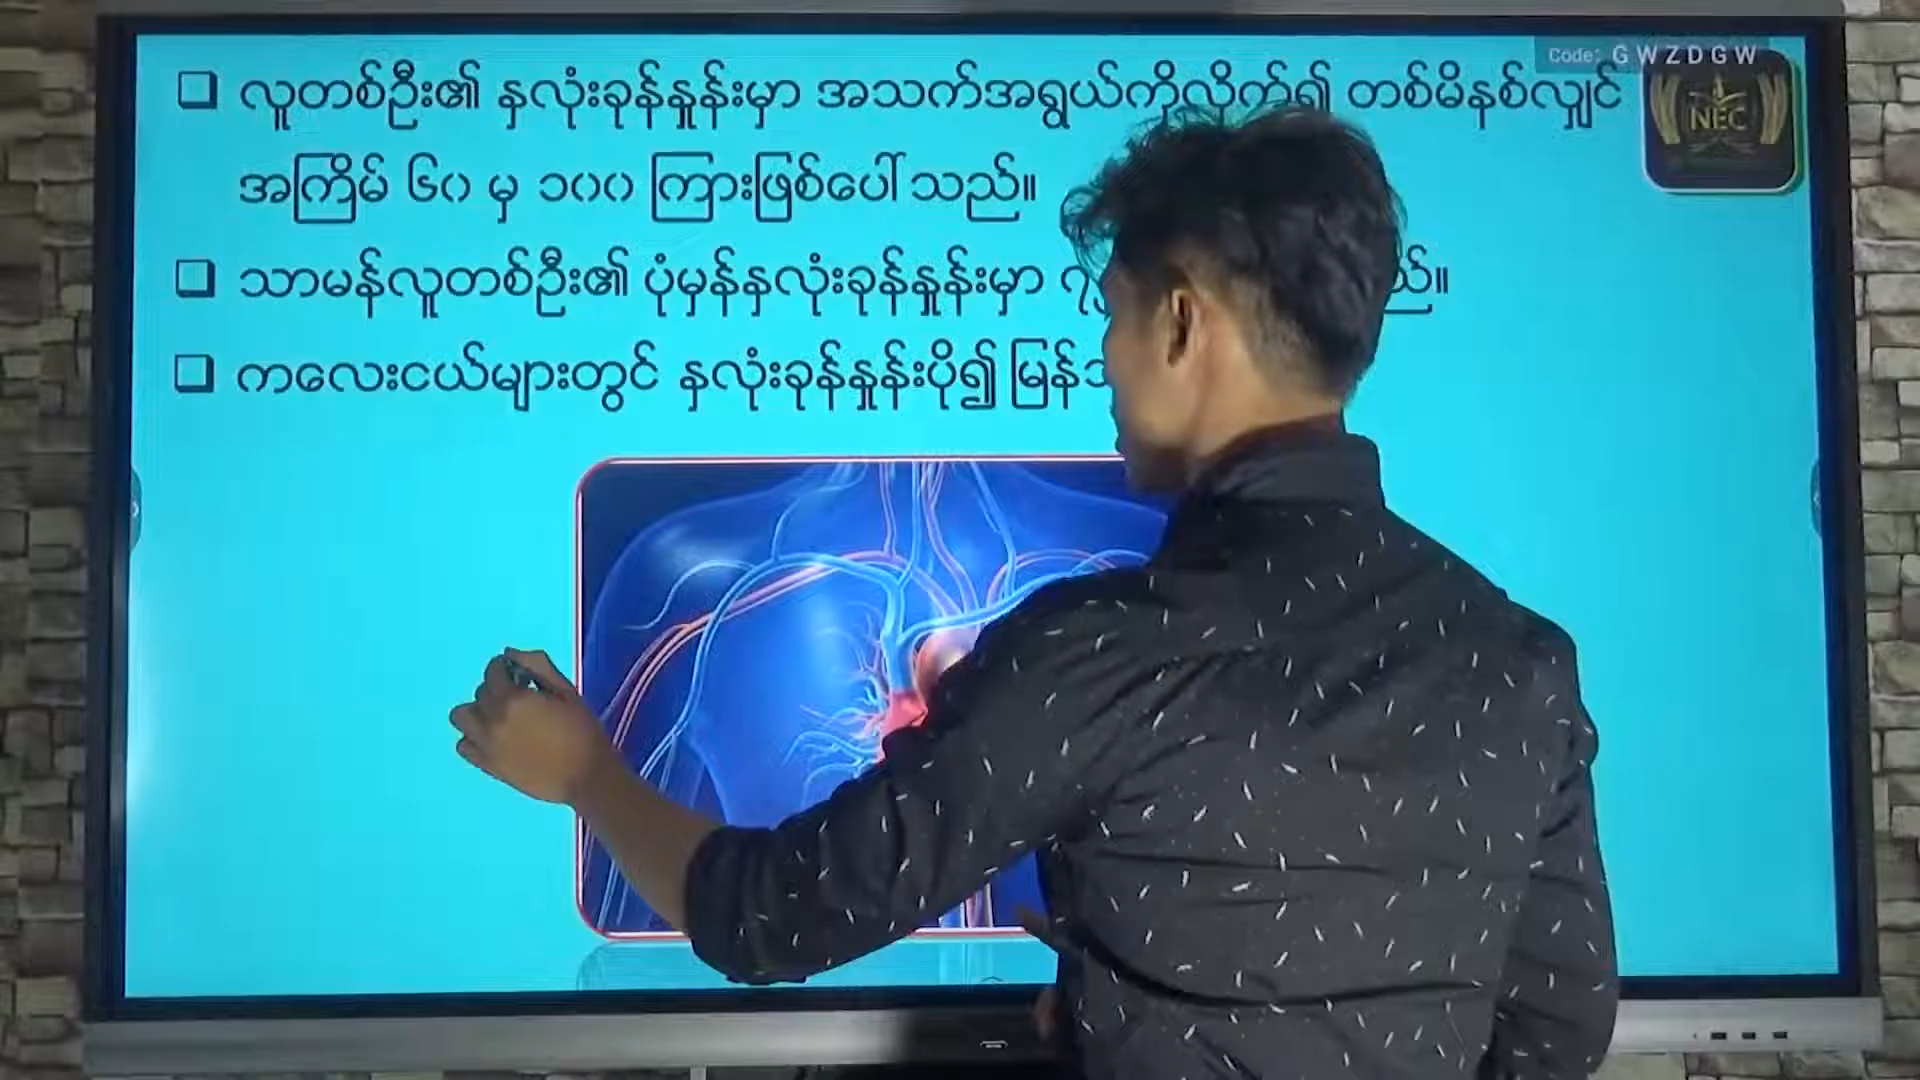 Code: GWZDGW
NEC
❑ လူတစ်ဦး၏ နှလုံးခုန်နှုန်းမှာ အသက်အရွယ်ကိုလိုက်၍ တစ်မိနစ်လျှင်
အကြိမ် ၆၀ မှ ၁၀၀ ကြားဖြစ်ပေါ်သည်။
❑ သာမန်လူတစ်ဦး၏ ပုံမှန်နှလုံးခုန်နှုန်းမှာ
❑ ကလေးငယ်များတွင် နှလုံးခုန်နှုန်းပို၍ မြန်